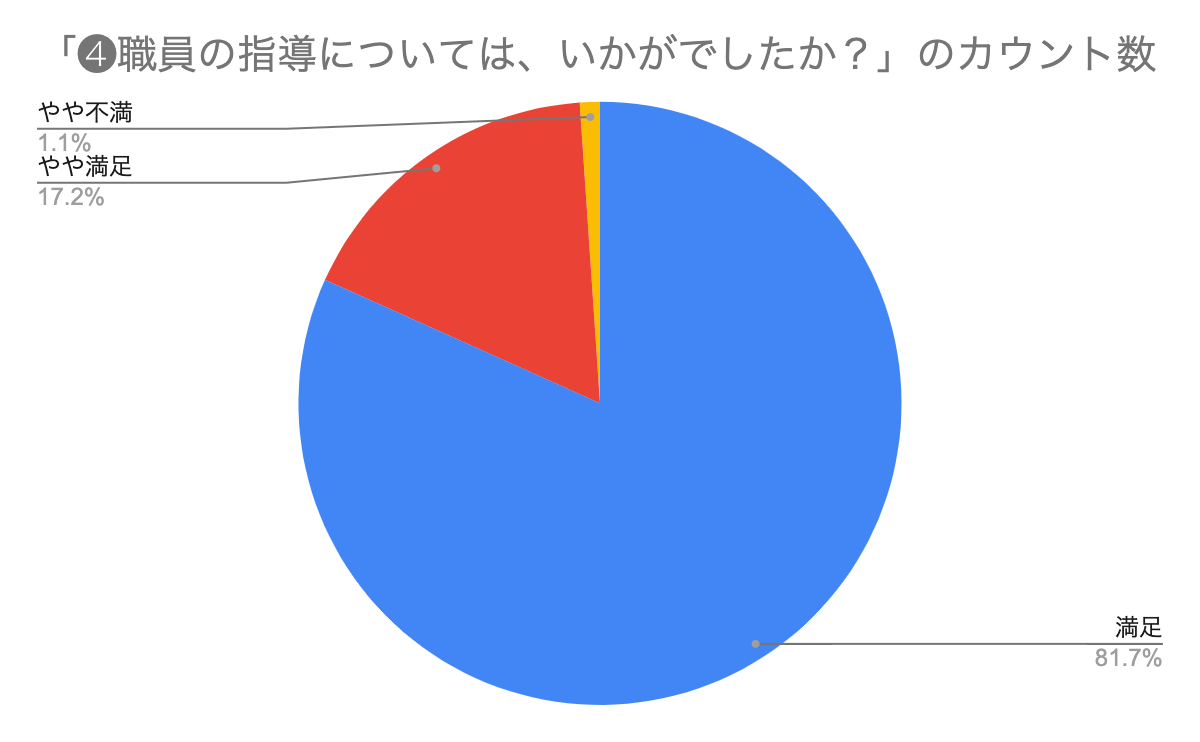 「❹職員の指導については、いかがでしたか？」のカウント数
やや不満
1.1%
やや満足
17.2%
満足
81.7%